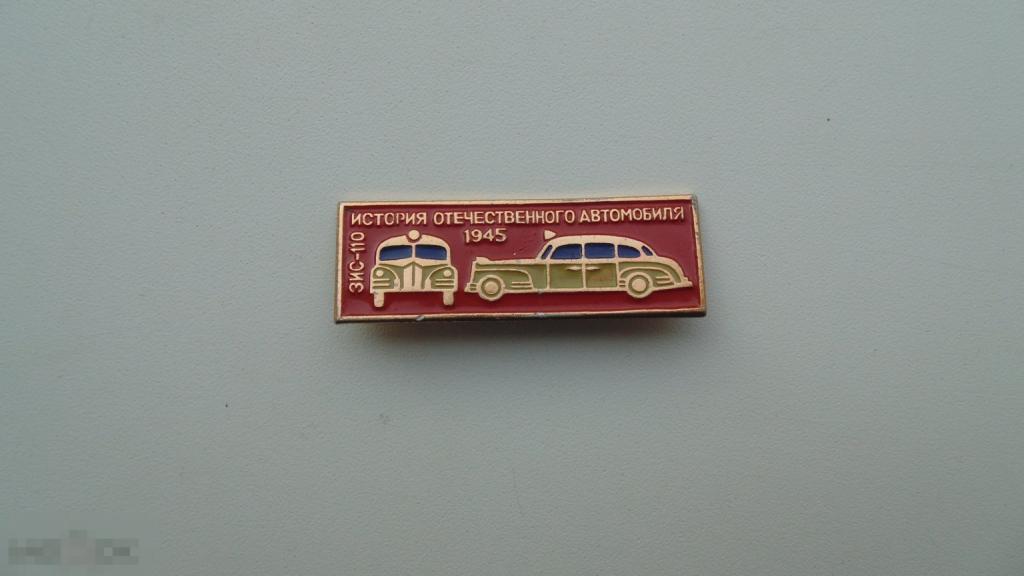 ИСТОРИЯ ОТЕЧЕСТВЕННОГО АВТОМОБИЛЯ
1945
ЗИС-110